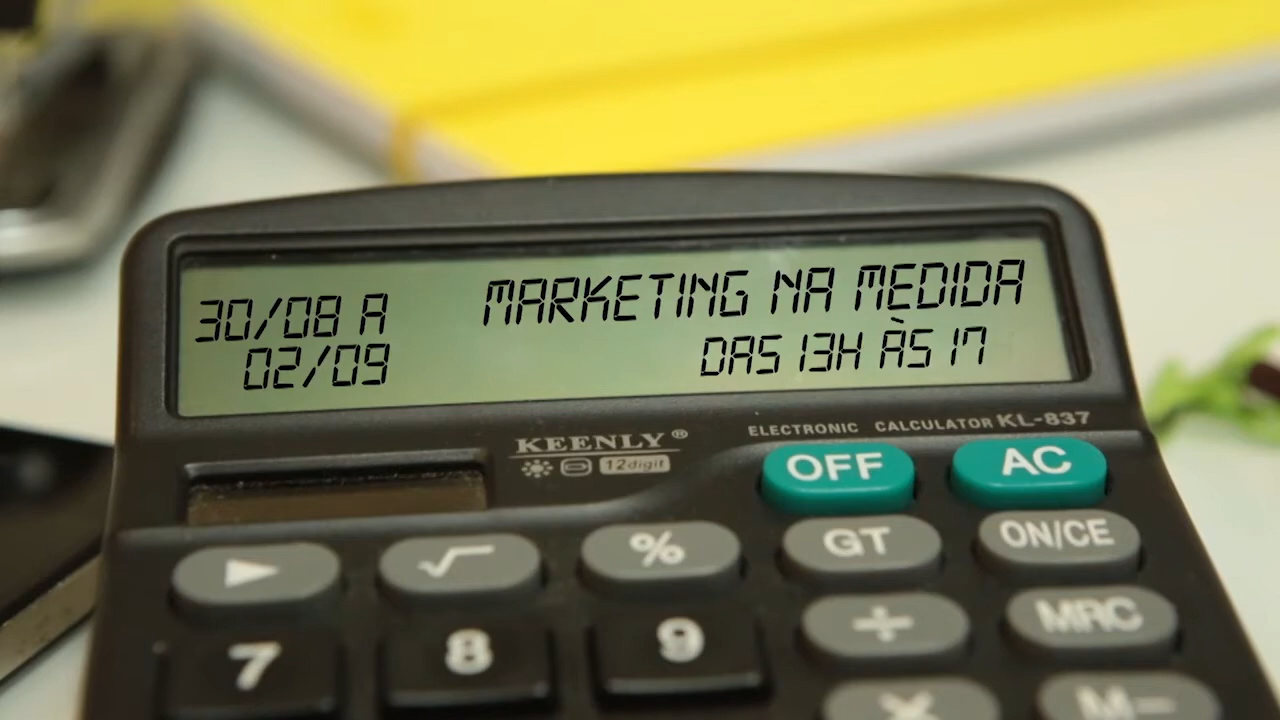 30/08 A
02/09
MARKETING NA MEDIDA
DAS 13H ÀS 17
KEENLY®
12digit
ELECTRONIC CALCULATOR KL-837
OFF
AC
▶
√
%
GT
ON/CE
7
8
9
÷
MRC
×
M−